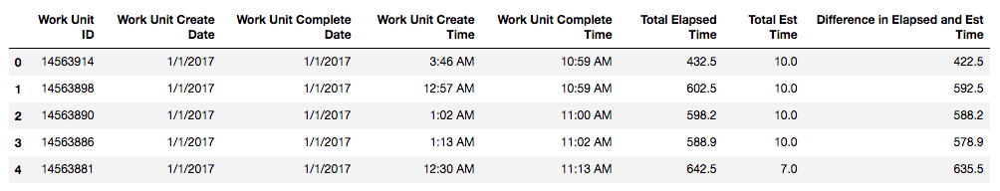 Work Unit ID Work Unit Create Date Work Unit Complete Date Work Unit Create Time Work Unit Complete Time Total Elapsed Time Total Est Time Difference in Elapsed and Est Time
0 14563914 1/1/2017 1/1/2017 3:46 AM 10:59 AM 432.5 10.0 422.5
1 14563898 1/1/2017 1/1/2017 12:57 AM 10:59 AM 602.5 10.0 592.5
2 14563890 1/1/2017 1/1/2017 1:02 AM 11:00 AM 598.2 10.0 588.2
3 14563886 1/1/2017 1/1/2017 1:13 AM 11:02 AM 588.9 10.0 578.9
4 14563881 1/1/2017 1/1/2017 12:30 AM 11:13 AM 642.5 7.0 635.5